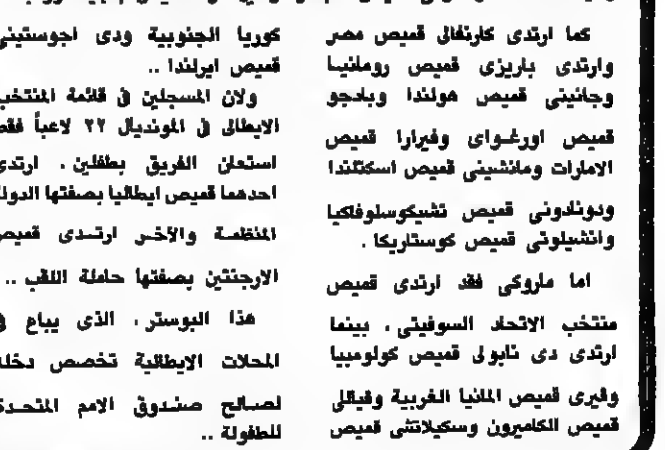 كما ارتدى كارنفالى قميص مصر
وارتدى باريزى قميص رومانيا
وجانينى قميص هولندا وبادجو
قميص اورغواى وفيرارا قميص
الامارات ومانشينى قميص اسكتلندا
ودونادونى قميص تشيكوسلوفاكيا
وانشيلوتى قميص كوستاريكا .
اما ماروكى فقد ارتدى قميص
منتخب الاتحاد السوفيتى ، بينما
ارتدى دى نابولى قميص كولومبيا
وفيرى قميص المانيا الغربية وفيالى
قميص الكاميرون وسكيلاتشى قميص
كوريا الجنوبية ودى اجوستينى
قميص ايرلندا ..
ولان المسجلين فى قائمة المنتخب
الايطالى فى المونديال ٢٢ لاعباً فقط
استعان الفريق بطفلين . ارتدى
احدهما قميص ايطاليا بصفتها الدولة
المنظمة والآخر ارتدى قميص
الارجنتين بصفتها حاملة اللقب ..
هذا البوستر ، الذى يباع فى
المحلات الايطالية تخصص دخله
لصالح صندوق الامم المتحدة
للطفولة ..